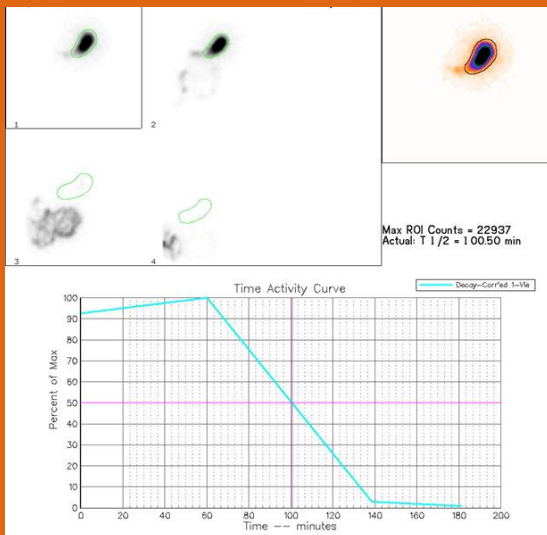 1
2
3
4
Max ROI Counts = 22937
Actual: T 1/2 = 100.50 min
Time Activity Curve
Decay-Corr'ed 1-Vie
Percent of Max
100
90
80
70
60
50
40
30
20
10
0
0 20 40 60 80 100 120 140 160 180 200
Time -- minutes